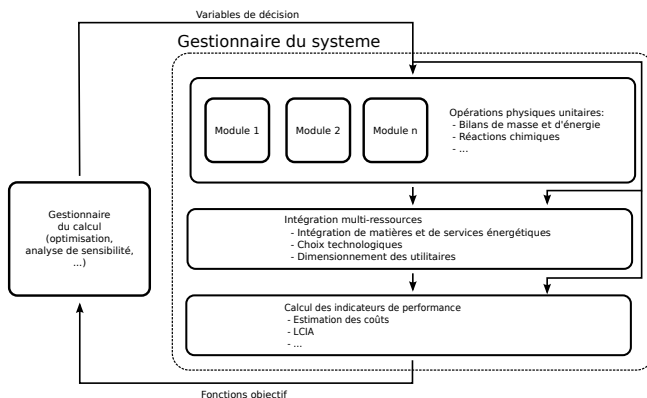 Variables de décision
Gestionnaire du systeme
Module 1
Module 2
Module n
Opérations physiques unitaires:
- Bilans de masse et d'énergie
- Réactions chimiques
- ...
Gestionnaire
du calcul
(optimisation,
analyse de sensibilité,
...)
Intégration multi-ressources
- Intégration de matières et de services énergétiques
- Choix technologiques
- Dimensionnement des utilitaires
Calcul des indicateurs de performance
- Estimation des coûts
- LCIA
- ...
Fonctions objectif